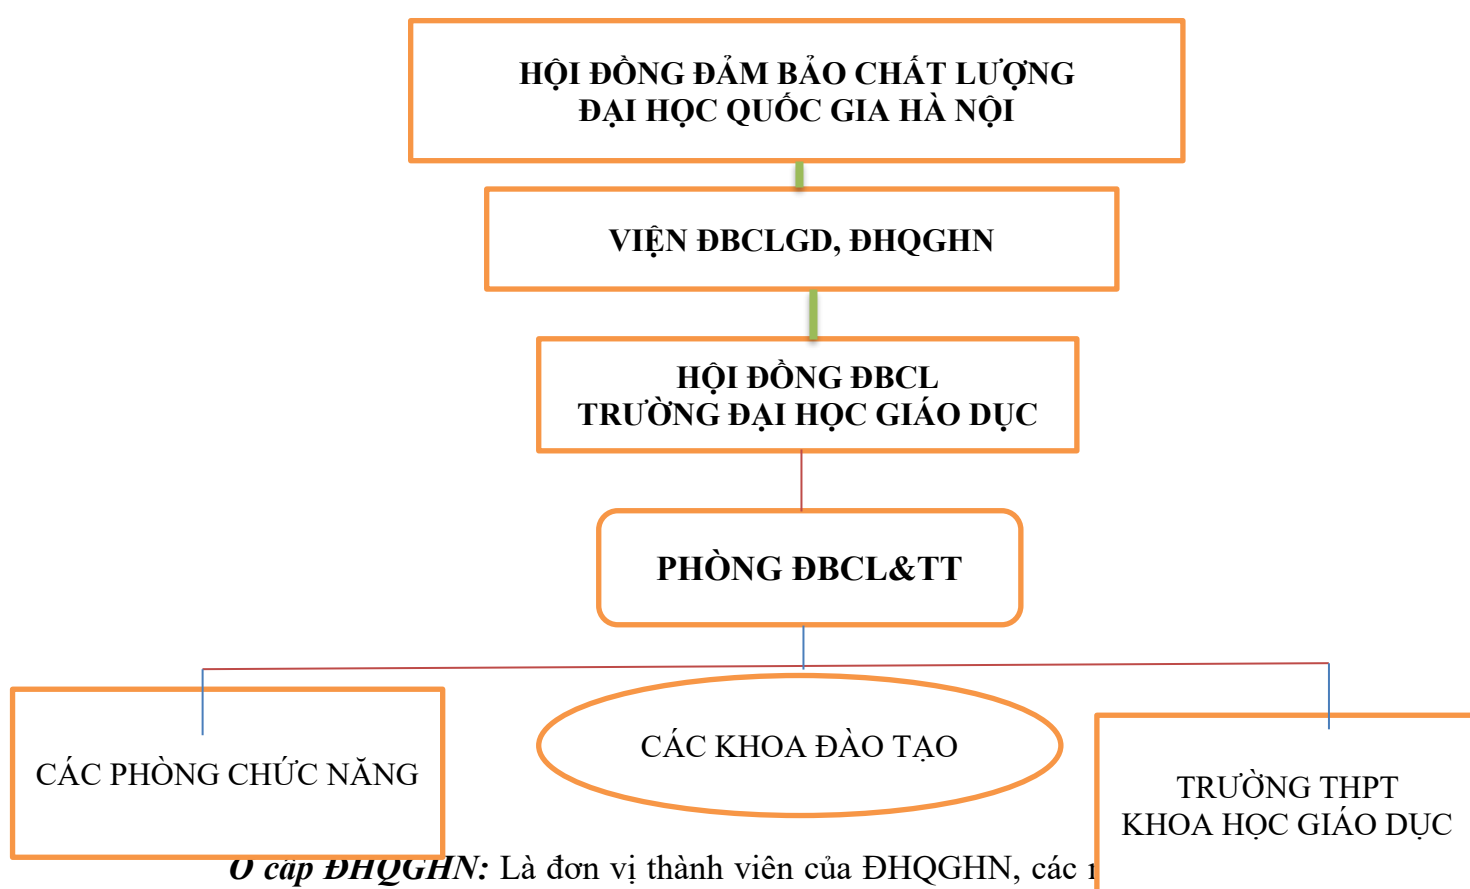 HỘI ĐỒNG ĐẢM BẢO CHẤT LƯỢNG
ĐẠI HỌC QUỐC GIA HÀ NỘI
VIỆN ĐBCLGD, ĐHQGHN
HỘI ĐỒNG ĐBCL
TRƯỜNG ĐẠI HỌC GIÁO DỤC
PHÒNG ĐBCL&TT
CÁC PHÒNG CHỨC NĂNG
CÁC KHOA ĐÀO TẠO
TRƯỜNG THPT
KHOA HỌC GIÁO DỤC
Ở cấp ĐHQGHN: Là đơn vị thành viên của ĐHQGHN, các